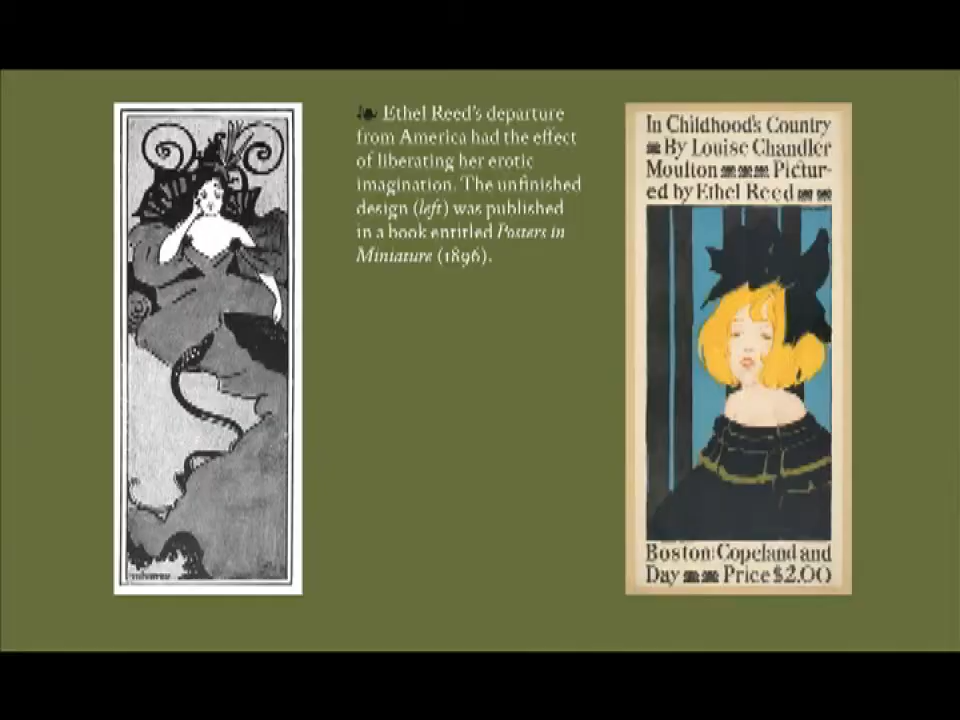 Ethel Reed's departure
from America had the effect
of liberating her erotic
imagination. The unfinished
design (left) was published
in a book entitled Posters in
Miniature (1896).
In Childhood's Country
By Louise Chandler
Moulton Pictur-
ed by Ethel Reed
Boston: Copeland and
Day Price $2.00